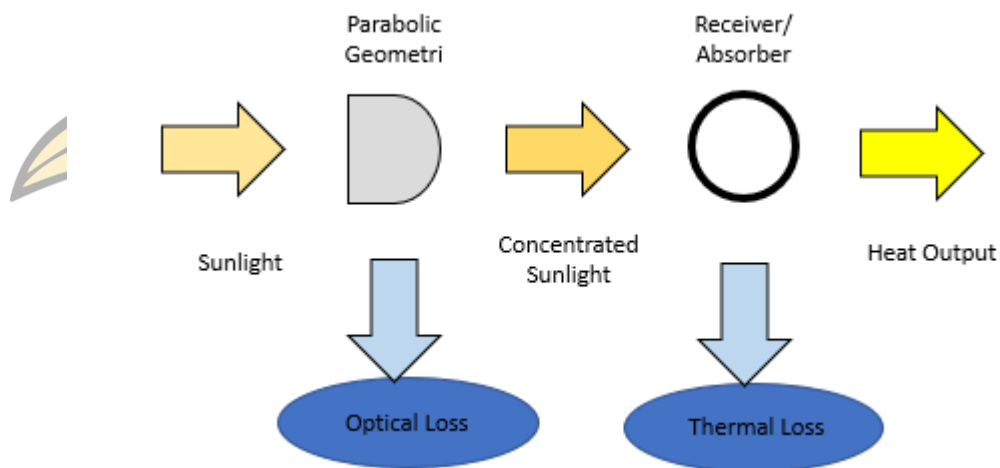 Parabolic
Geometri
Receiver/
Absorber
Sunlight
Concentrated
Sunlight
Heat Output
Optical Loss
Thermal Loss